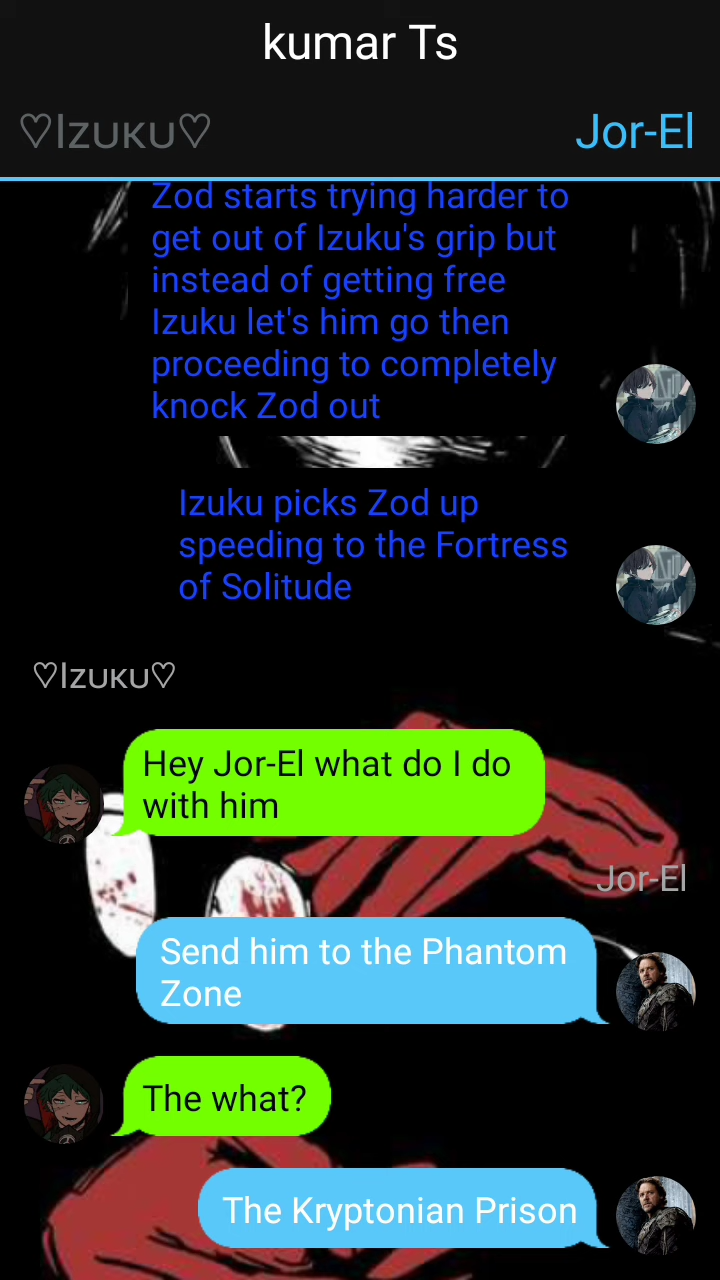 kumar Ts
♡Izuku♡
Jor-El
Zod starts trying harder to
get out of Izuku's grip but
instead of getting free
Izuku let's him go then
proceeding to completely
knock Zod out
Izuku picks Zod up
speeding to the Fortress
of Solitude
♡Izuku♡
Hey Jor-El what do I do
with him
Jor-El
Send him to the Phantom
Zone
The what?
The Kryptonian Prison